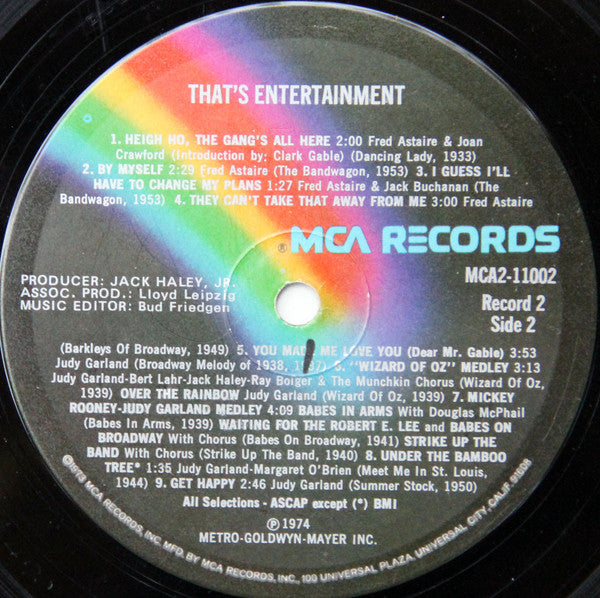 THAT'S ENTERTAINMENT
1. HEIGH HO, THE GANG'S ALL HERE 2:00 Fred Astaire & Joan
Crawford (Introduction by: Clark Gable) (Dancing Lady, 1933)
2. BY MYSELF 2:29 Fred Astaire (The Bandwagon, 1953) 3. I GUESS I'LL
HAVE TO CHANGE MY PLANS 1:27 Fred Astaire & Jack Buchanan (The
Bandwagon, 1953) 4. THEY CAN'T TAKE THAT AWAY FROM ME 3:00 Fred Astaire
® MCA RECORDS
MCA2-11002
PRODUCER: JACK HALEY, JR.
ASSOC. PROD.: Lloyd Leipzig
MUSIC EDITOR: Bud Friedgen
Record 2
Side 2
(Barkleys Of Broadway, 1949) 5. YOU MADE ME LOVE YOU (Dear Mr. Gable) 3:53
Judy Garland (Broadway Melody of 1938, 1937) 6. "WIZARD OF OZ" MEDLEY 3:13
Judy Garland-Bert Lahr-Jack Haley-Ray Bolger & The Munchkin Chorus (Wizard Of Oz,
1939) OVER THE RAINBOW Judy Garland (Wizard Of Oz, 1939) 7. MICKEY
ROONEY-JUDY GARLAND MEDLEY 4:09 BABES IN ARMS With Douglas McPhail
(Babes In Arms, 1939) WAITING FOR THE ROBERT E. LEE and BABES ON
BROADWAY With Chorus (Babes On Broadway, 1941) STRIKE UP THE
BAND With Chorus (Strike Up The Band, 1940) 8. UNDER THE BAMBOO
TREE* 1:35 Judy Garland-Margaret O'Brien (Meet Me In St. Louis,
1944) 9. GET HAPPY 2:46 Judy Garland (Summer Stock, 1950)
All Selections - ASCAP except (*) BMI
℗ 1974
METRO-GOLDWYN-MAYER INC.
©1973 MCA RECORDS, INC. MFD. BY MCA RECORDS, INC., 100 UNIVERSAL PLAZA, UNIVERSAL CITY, CALIF. 91608